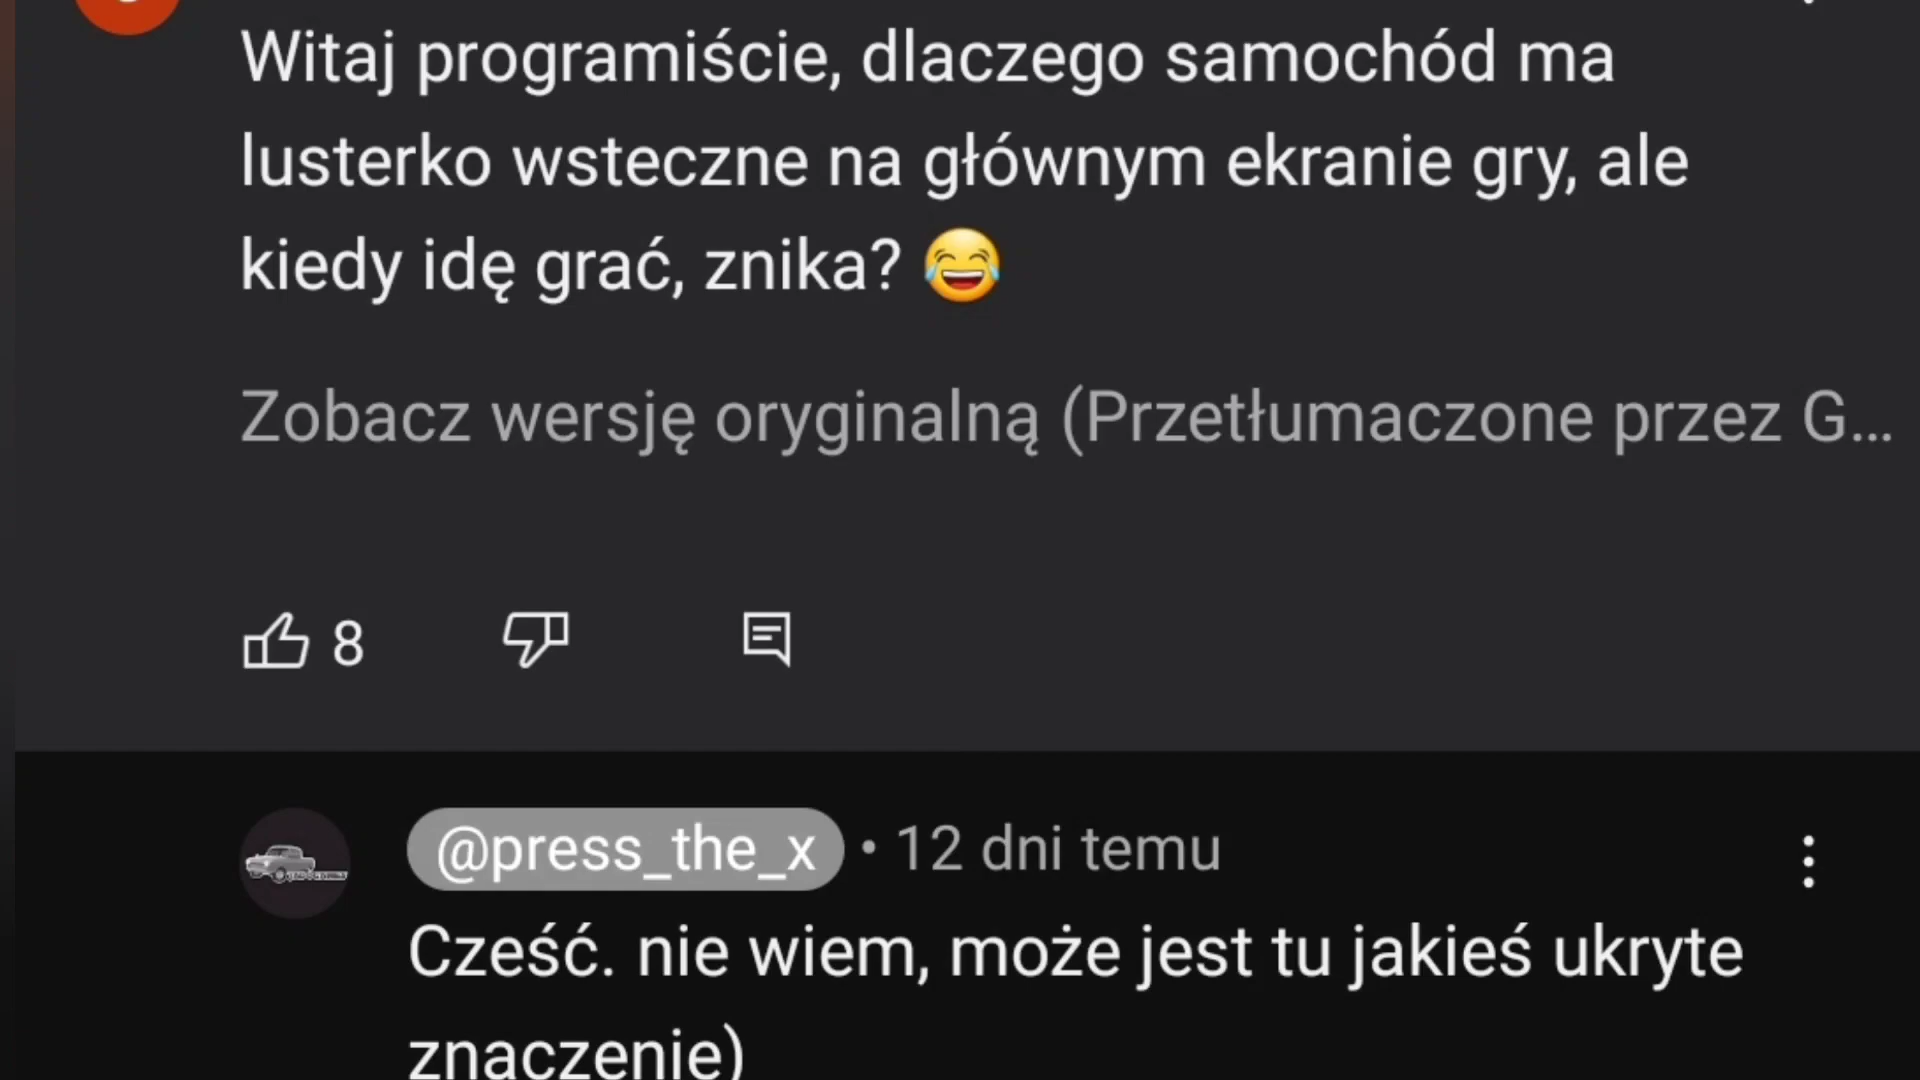 Witaj programiście, dlaczego samochód ma
lusterko wsteczne na głównym ekranie gry, ale
kiedy idę grać, znika? 😂
Zobacz wersję oryginalną (Przetłumaczone przez G...
8
@press_the_x • 12 dni temu
Cześć. nie wiem, może jest tu jakieś ukryte
znaczenie)